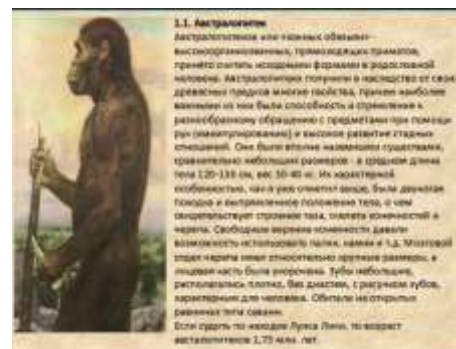 1.1. Австралопитек
Австралопитеков или «южных обезьян» -
высокоорганизованных, прямоходящих приматов,
принято считать исходными формами в родословной
человека. Австралопитеки получили в наследство от своих
древесных предков многие свойства, причем наиболее
важными из них были способность и стремление к
разнообразному обращению с предметами при помощи
рук (манипулированию) и высокое развитие стадных
отношений. Они были вполне наземными существами,
сравнительно небольших размеров - в среднем длина
тела 120-130 см, вес 30-40 кг. Их характерной
особенностью, как я уже отметил выше, была двуногая
походка и выпрямленное положение тела, о чем
свидетельствует строение таза, скелета конечностей и
черепа. Свободные верхние конечности давали
возможность использовать палки, камни и т.д. Мозговой
отдел черепа имел относительно крупные размеры, а
лицевая часть была укорочена. Зубы небольшие,
располагались плотно, без диастем, с рисунком зубов,
характерным для человека. Обитали на открытых
равнинах типа саванн.
Если судить по находке Луиса Лики, то возраст
австалопитеков 1,75 млн. лет.